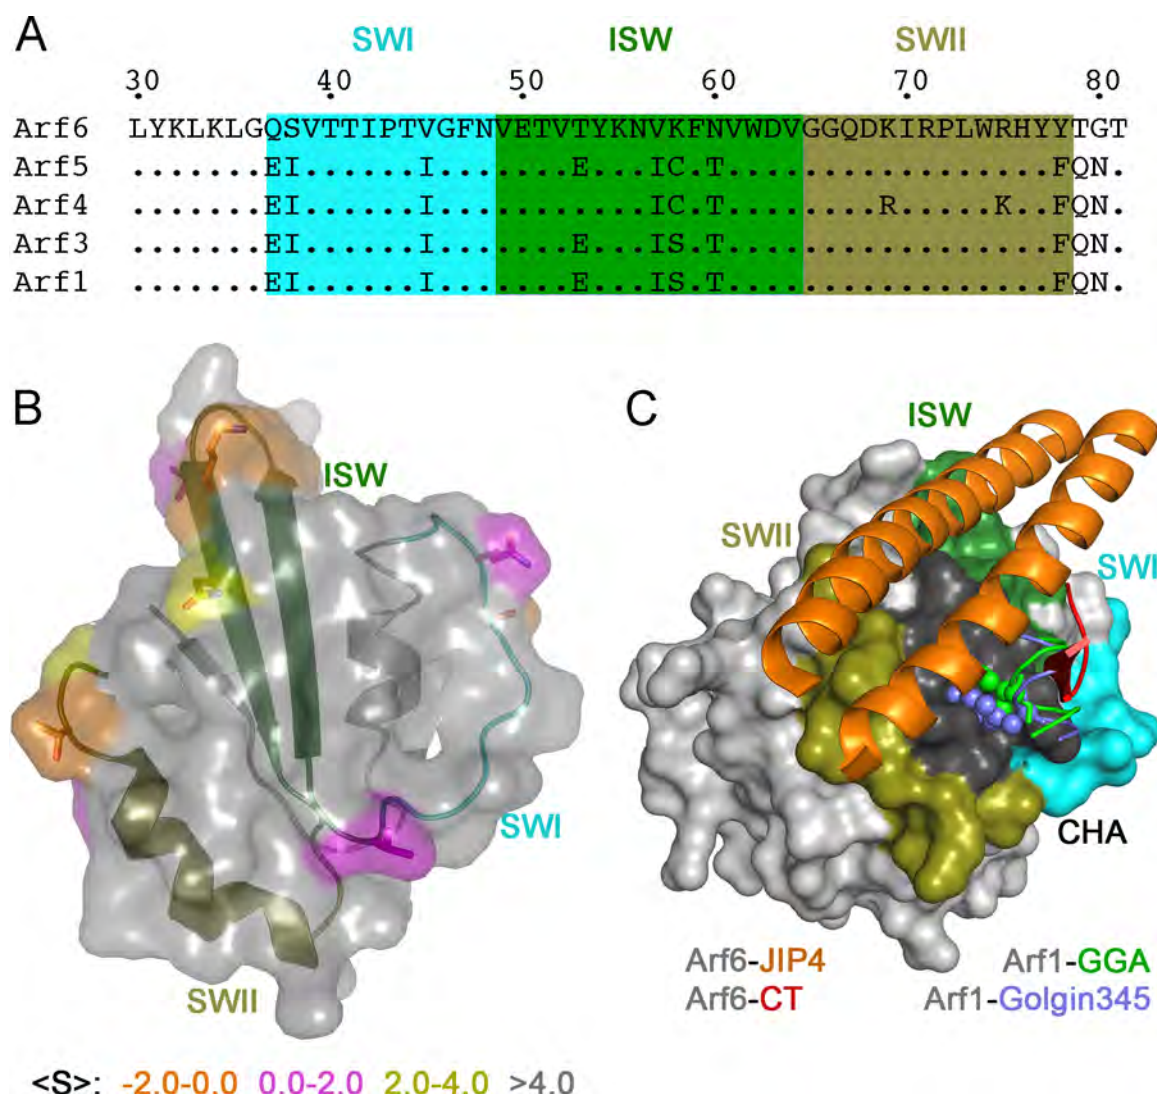 A
SWI ISW SWII
30 40 50 60 70 80
Arf6 LYKLKLGQSVTTIPTVGFNVETVTYKNVKFNVWDVGGQDKIRPLWRHYYTGT
Arf5 .......EI......I.......E...IC.T.................FQN.
Arf4 .......EI......I...........IC.T........R.....K..FQN.
Arf3 .......EI......I.......E...IS.T.................FQN.
Arf1 .......EI......I.......E...IS.T.................FQN.
B
ISW
SWI
SWII
<S>: -2.0-0.0 0.0-2.0 2.0-4.0 >4.0
C
ISW
SWII
SWI
CHA
Arf6-JIP4 Arf1-GGA
Arf6-CT Arf1-Golgin345